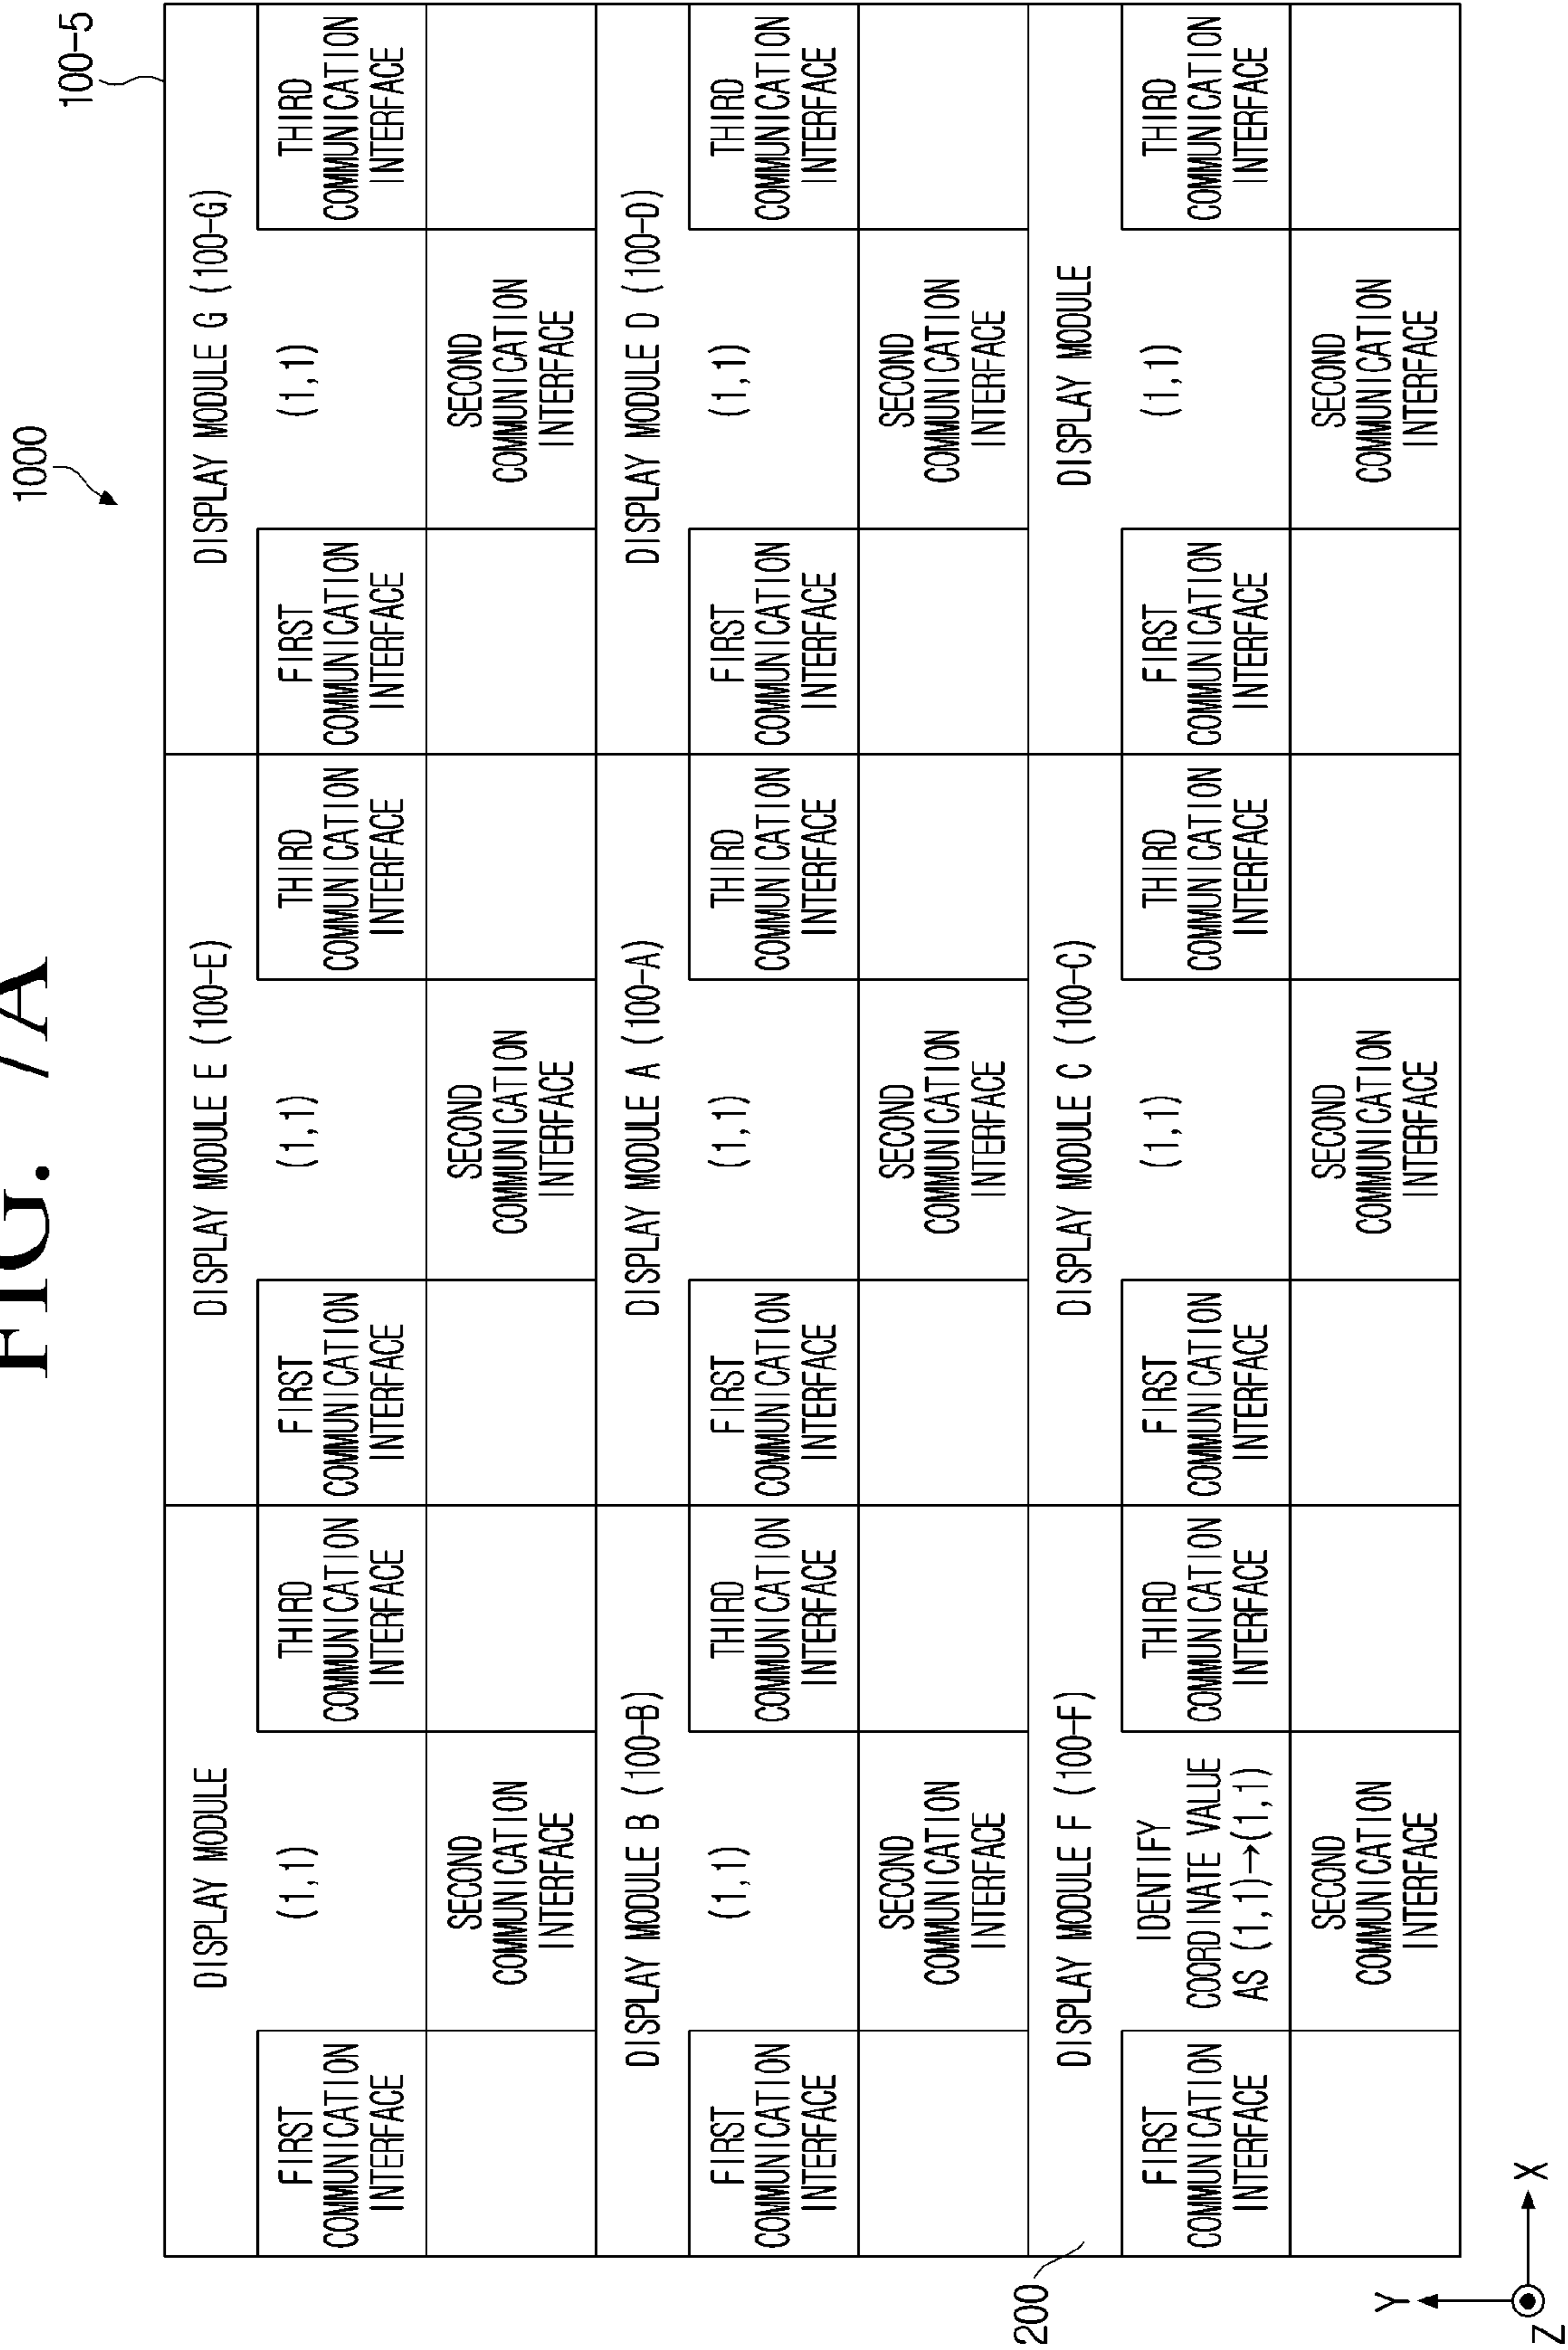 FIG. 7A
1000
100-5
DISPLAY MODULE
FIRST
COMMUNICATION
INTERFACE
(1,1)
THIRD
COMMUNICATION
INTERFACE
SECOND
COMMUNICATION
INTERFACE
DISPLAY MODULE E (100-E)
FIRST
COMMUNICATION
INTERFACE
(1,1)
THIRD
COMMUNICATION
INTERFACE
SECOND
COMMUNICATION
INTERFACE
DISPLAY MODULE G (100-G)
FIRST
COMMUNICATION
INTERFACE
(1,1)
THIRD
COMMUNICATION
INTERFACE
SECOND
COMMUNICATION
INTERFACE
DISPLAY MODULE B (100-B)
FIRST
COMMUNICATION
INTERFACE
(1,1)
THIRD
COMMUNICATION
INTERFACE
SECOND
COMMUNICATION
INTERFACE
DISPLAY MODULE A (100-A)
FIRST
COMMUNICATION
INTERFACE
(1,1)
THIRD
COMMUNICATION
INTERFACE
SECOND
COMMUNICATION
INTERFACE
DISPLAY MODULE D (100-D)
FIRST
COMMUNICATION
INTERFACE
(1,1)
THIRD
COMMUNICATION
INTERFACE
SECOND
COMMUNICATION
INTERFACE
200
DISPLAY MODULE F (100-F)
FIRST
COMMUNICATION
INTERFACE
IDENTIFY
COORDINATE VALUE
AS (1,1)→(1,1)
THIRD
COMMUNICATION
INTERFACE
SECOND
COMMUNICATION
INTERFACE
DISPLAY MODULE C (100-C)
FIRST
COMMUNICATION
INTERFACE
(1,1)
THIRD
COMMUNICATION
INTERFACE
SECOND
COMMUNICATION
INTERFACE
DISPLAY MODULE
FIRST
COMMUNICATION
INTERFACE
(1,1)
THIRD
COMMUNICATION
INTERFACE
SECOND
COMMUNICATION
INTERFACE
Y
X
Z